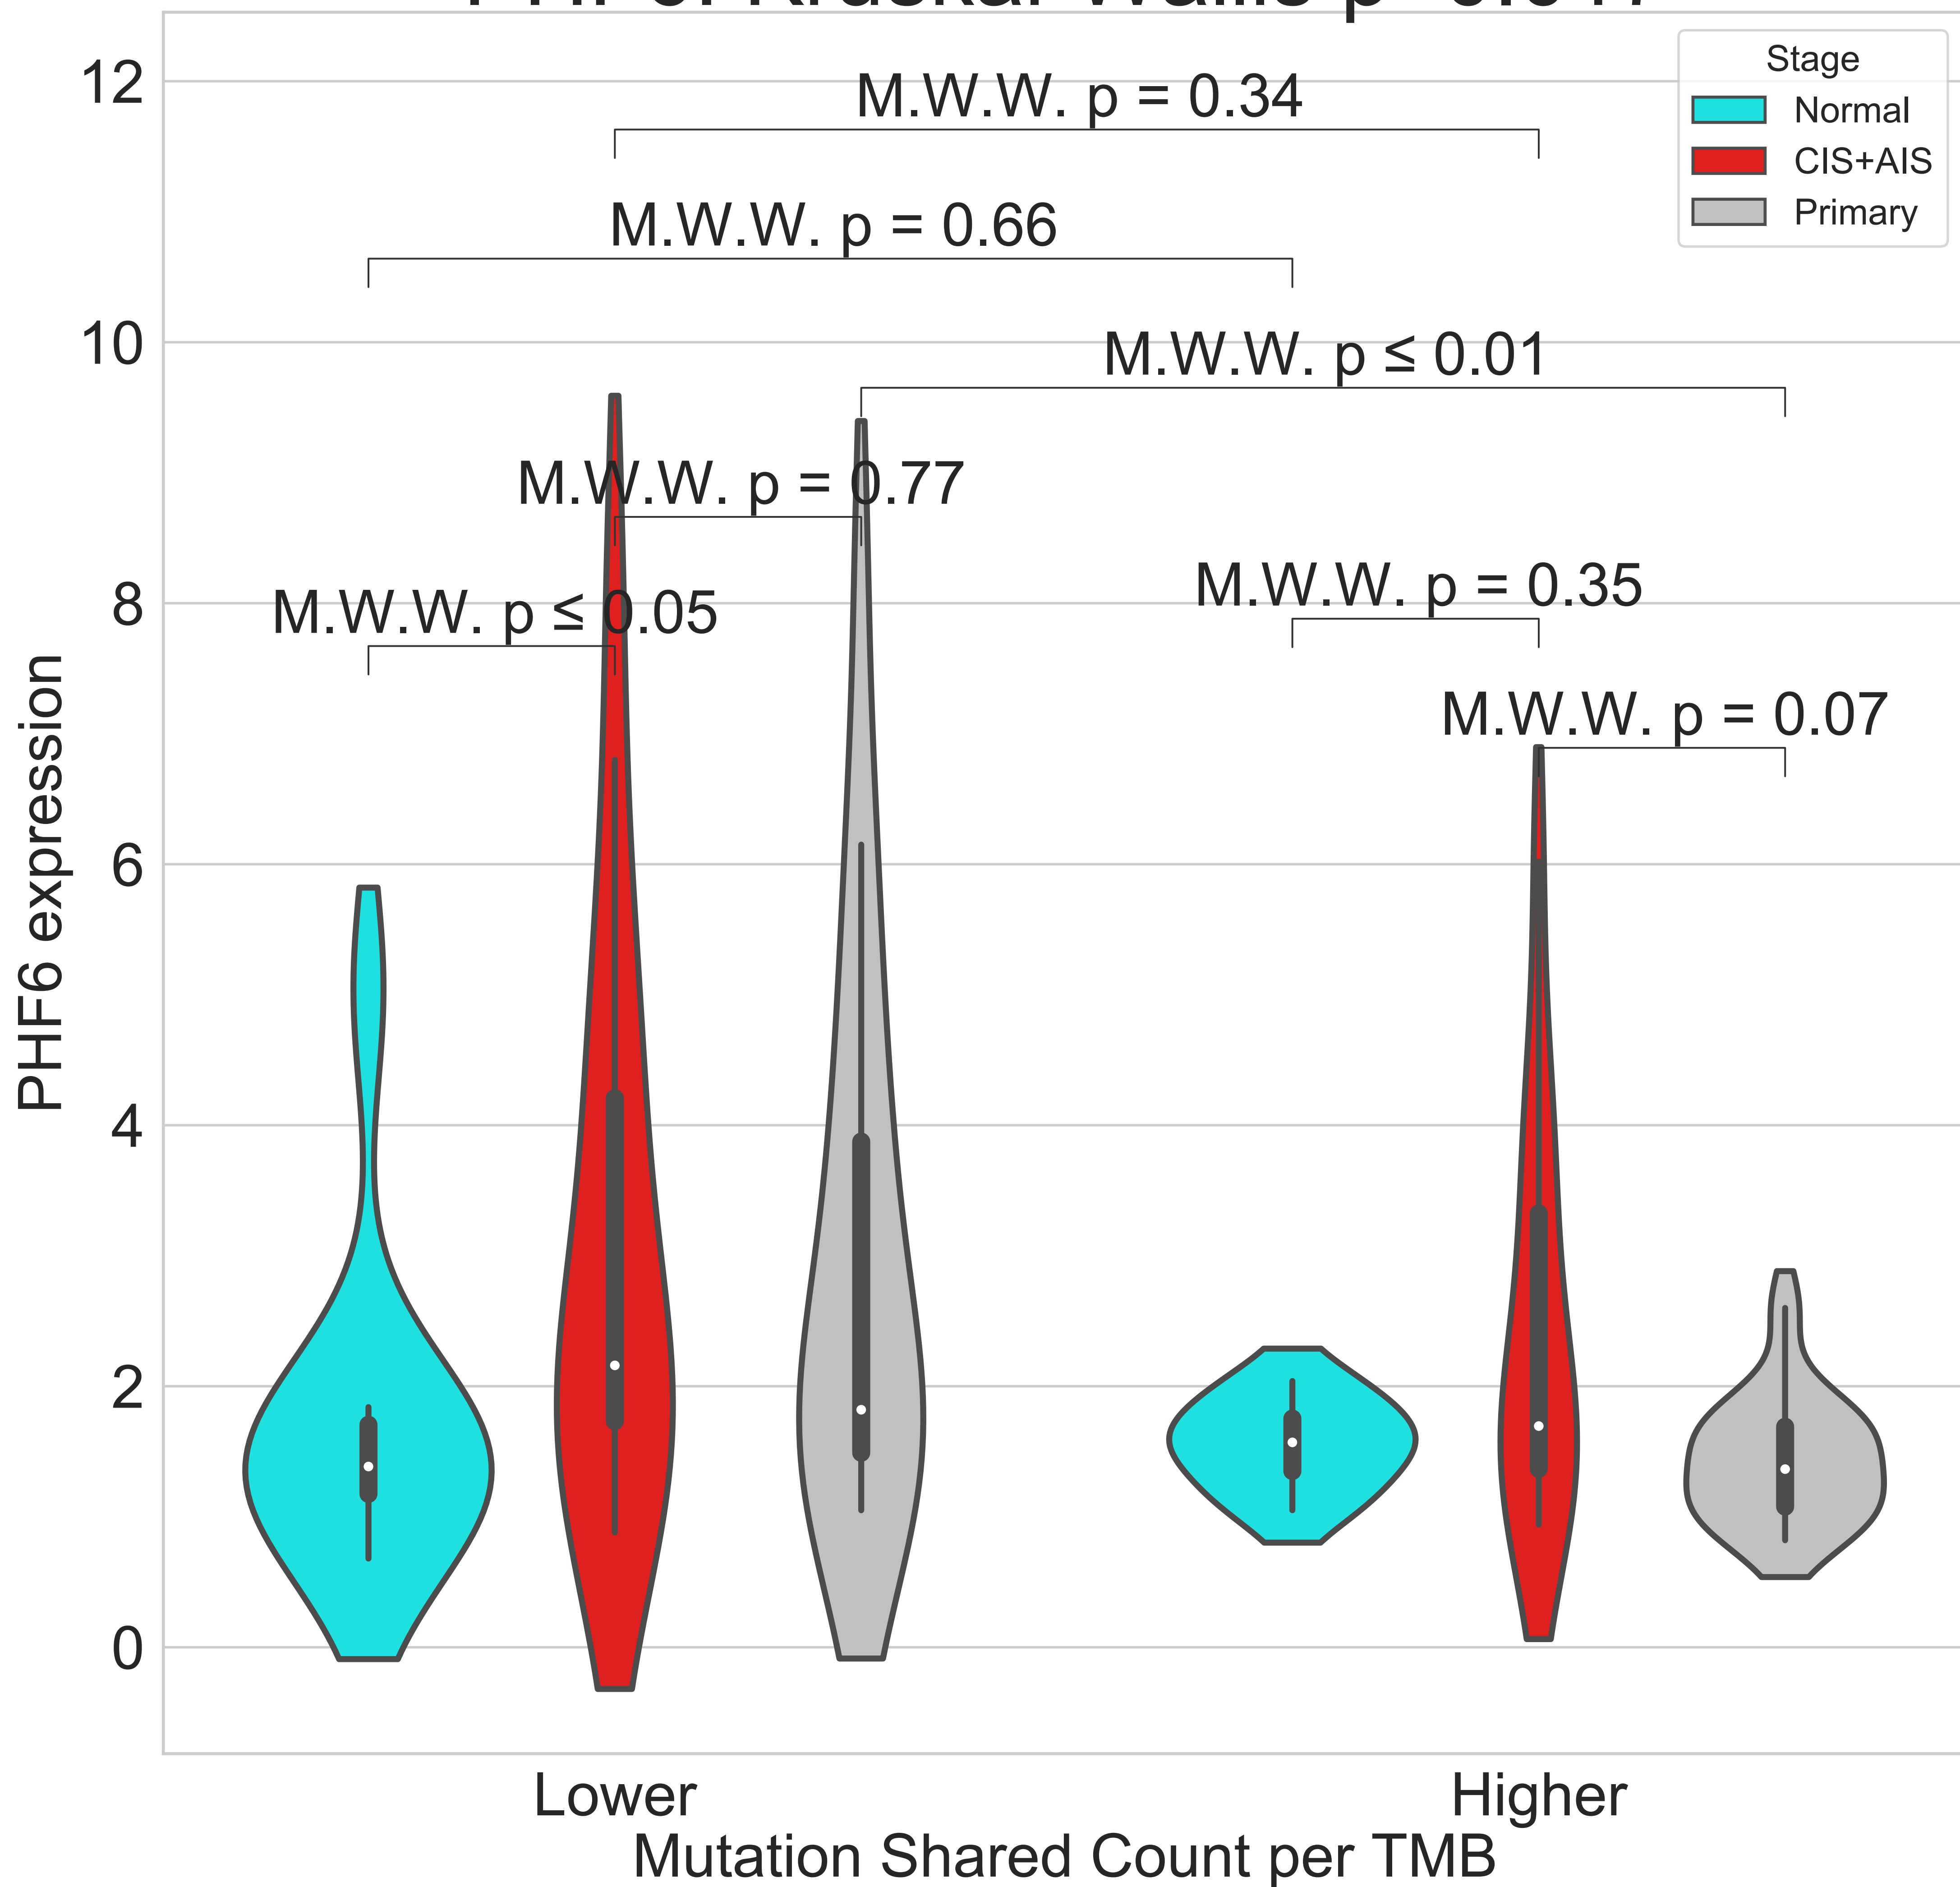 12
10
8
6
4
2
0
PHF6 expression
M.W.W. p = 0.34
M.W.W. p = 0.66
M.W.W. p ≤ 0.01
M.W.W. p = 0.77
M.W.W. p ≤ 0.05
M.W.W. p = 0.35
M.W.W. p = 0.07
Stage
Normal
CIS+AIS
Primary
Lower
Higher
Mutation Shared Count per TMB